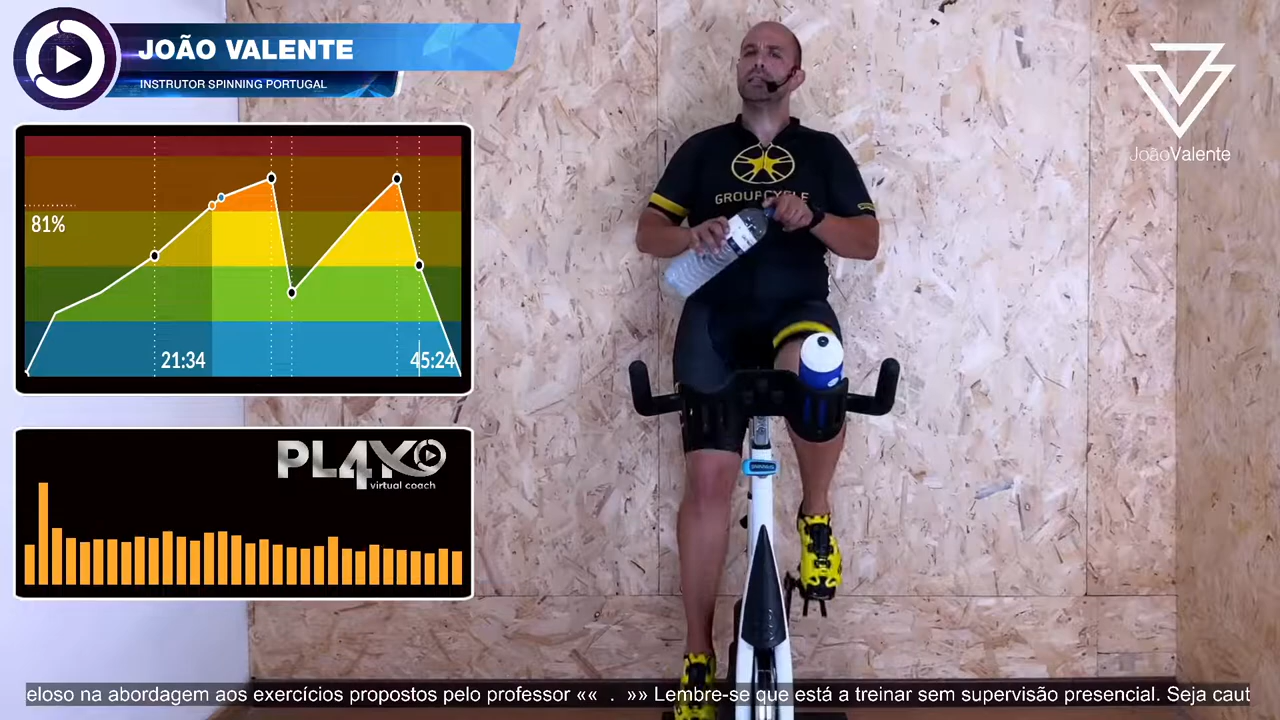 JOÃO VALENTE
INSTRUTOR SPINNING PORTUGAL
JoãoValente
81%
21:34
45:24
GROUPCYCLE
PL4Y
virtual coach
SPINNING
eloso na abordagem aos exercícios propostos pelo professor «« . »» Lembre-se que está a treinar sem supervisão presencial. Seja caut